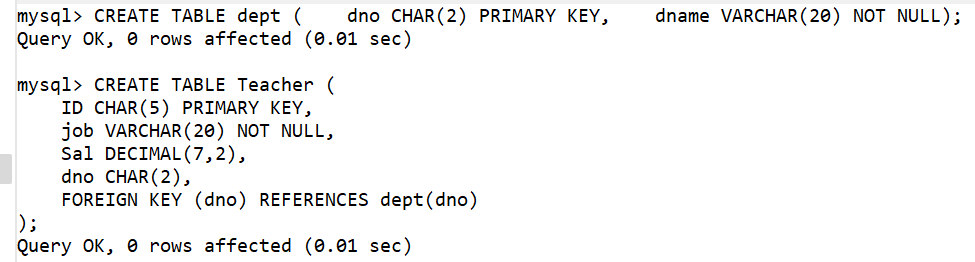 mysql> CREATE TABLE dept (    dno CHAR(2) PRIMARY KEY,    dname VARCHAR(20) NOT NULL);
Query OK, 0 rows affected (0.01 sec)

mysql> CREATE TABLE Teacher (
    ID CHAR(5) PRIMARY KEY,
    job VARCHAR(20) NOT NULL,
    Sal DECIMAL(7,2),
    dno CHAR(2),
    FOREIGN KEY (dno) REFERENCES dept(dno)
);
Query OK, 0 rows affected (0.01 sec)